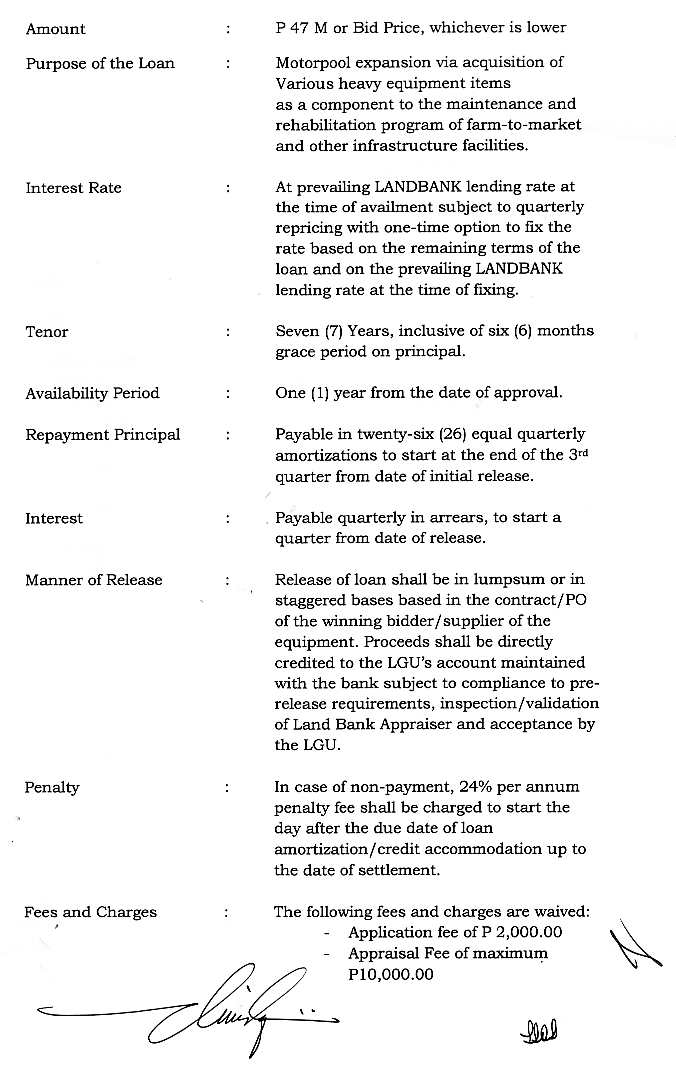 Amount : P 47 M or Bid Price, whichever is lower
Purpose of the Loan : Motorpool expansion via acquisition of
Various heavy equipment items
as a component to the maintenance and
rehabilitation program of farm-to-market
and other infrastructure facilities.
Interest Rate : At prevailing LANDBANK lending rate at
the time of availment subject to quarterly
repricing with one-time option to fix the
rate based on the remaining terms of the
loan and on the prevailing LANDBANK
lending rate at the time of fixing.
Tenor : Seven (7) Years, inclusive of six (6) months
grace period on principal.
Availability Period : One (1) year from the date of approval.
Repayment Principal : Payable in twenty-six (26) equal quarterly
amortizations to start at the end of the 3rd
quarter from date of initial release.
Interest : Payable quarterly in arrears, to start a
quarter from date of release.
Manner of Release : Release of loan shall be in lumpsum or in
staggered bases based in the contract/PO
of the winning bidder/supplier of the
equipment. Proceeds shall be directly
credited to the LGU's account maintained
with the bank subject to compliance to pre-
release requirements, inspection/validation
of Land Bank Appraiser and acceptance by
the LGU.
Penalty : In case of non-payment, 24% per annum
penalty fee shall be charged to start the
day after the due date of loan
amortization/credit accommodation up to
the date of settlement.
Fees and Charges : The following fees and charges are waived:
- Application fee of P 2,000.00
- Appraisal Fee of maximum
P10,000.00